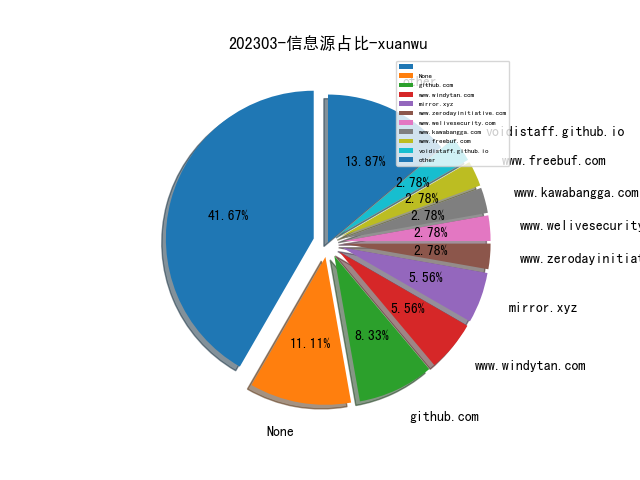 202303-信息源占比-xuanwu
None
github.com
www.windytan.com
mirror.xyz
www.zerodayinitiative.com
www.welivesecurity.com
www.kawabangga.com
www.freebuf.com
voidistaff.github.io
other
other
voidistaff.github.io
www.freebuf.com
www.kawabangga.com
www.welivesecurity
www.zerodayinitiat
mirror.xyz
www.windytan.com
github.com
None
13.87%
2.78%
2.78%
2.78%
2.78%
2.78%
5.56%
5.56%
8.33%
11.11%
41.67%